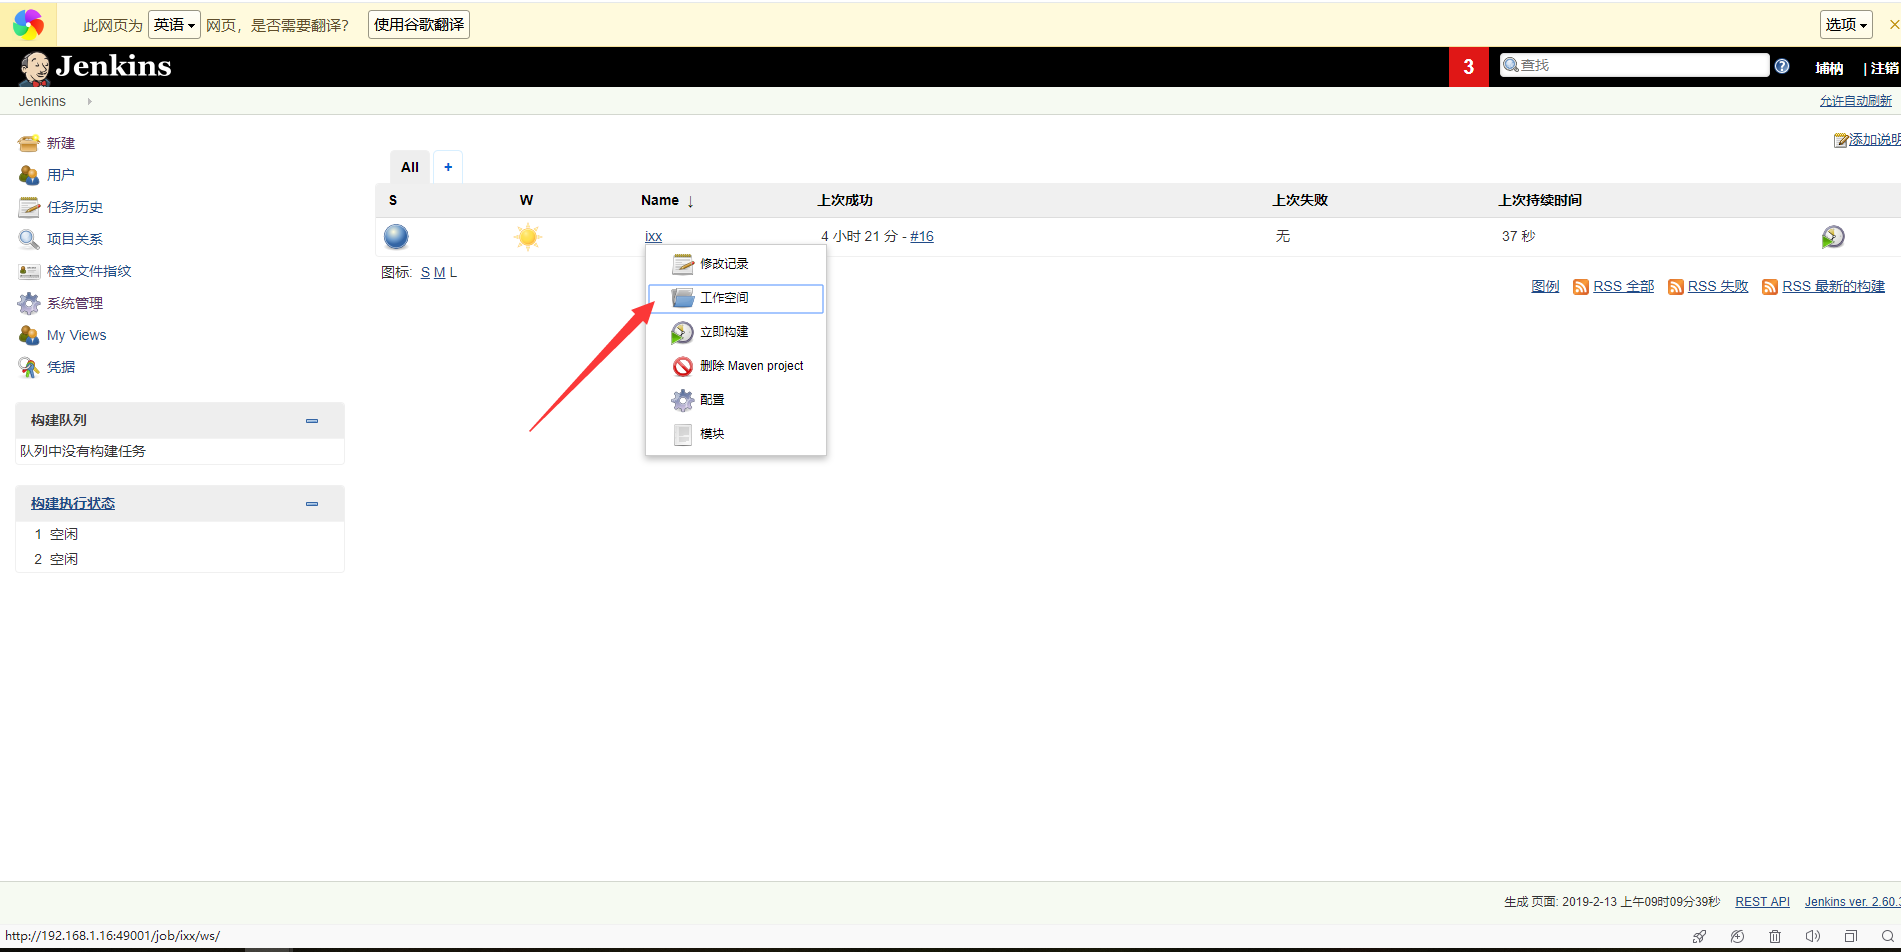 此网页为 英语 网页，是否需要翻译? 使用谷歌翻译 选项
Jenkins 3 查找 | 注销
Jenkins 允许自动刷新
添加说明
新建
用户
任务历史
项目关系
检查文件指纹
系统管理
My Views
凭据
构建队列
队列中没有构建任务
构建执行状态
1 空闲
2 空闲
All +
S W Name ↓ 上次成功 上次失败 上次持续时间
ixx 4 小时 21 分 - #16 无 37 秒
修改记录
工作空间
立即构建
删除 Maven project
配置
模块
图标: S M L
图例 RSS 全部 RSS 失败 RSS 最新的构建
生成 页面: 2019-2-13 上午09时09分39秒 REST API Jenkins ver. 2.60.
http://192.168.1.16:49001/job/ixx/ws/